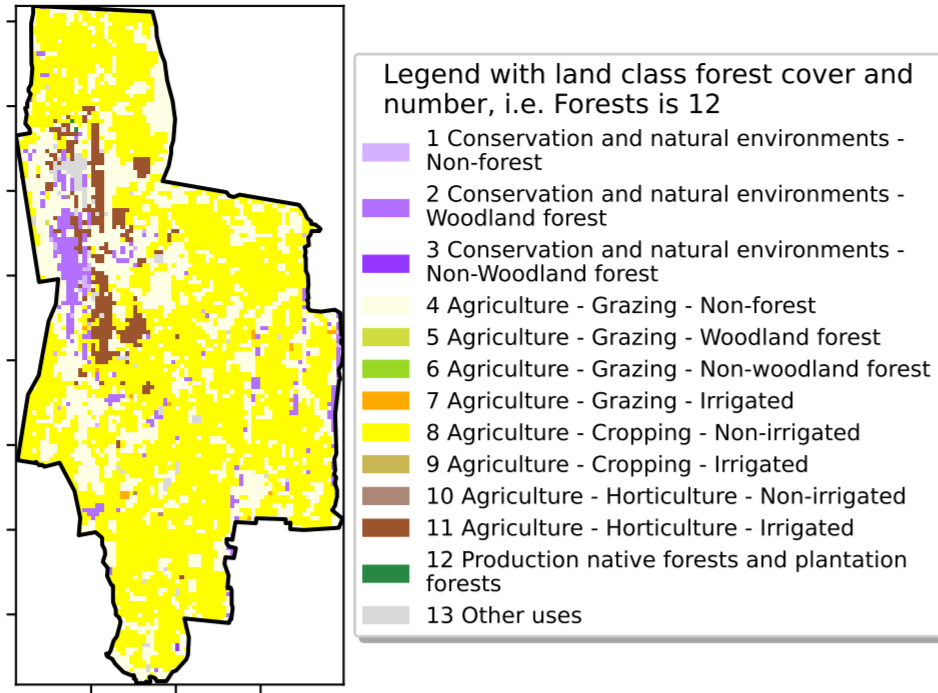 Legend with land class forest cover and
number, i.e. Forests is 12
1 Conservation and natural environments -
Non-forest
2 Conservation and natural environments -
Woodland forest
3 Conservation and natural environments -
Non-Woodland forest
4 Agriculture - Grazing - Non-forest
5 Agriculture - Grazing - Woodland forest
6 Agriculture - Grazing - Non-woodland forest
7 Agriculture - Grazing - Irrigated
8 Agriculture - Cropping - Non-irrigated
9 Agriculture - Cropping - Irrigated
10 Agriculture - Horticulture - Non-irrigated
11 Agriculture - Horticulture - Irrigated
12 Production native forests and plantation
forests
13 Other uses